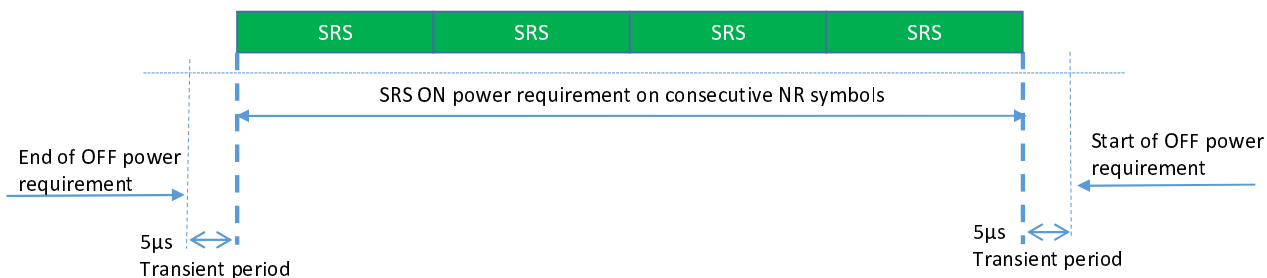 SRS SRS SRS SRS
SRS ON power requirement on consecutive NR symbols
End of OFF power
requirement
Start of OFF power
requirement
5µs
Transient period
5µs
Transient period